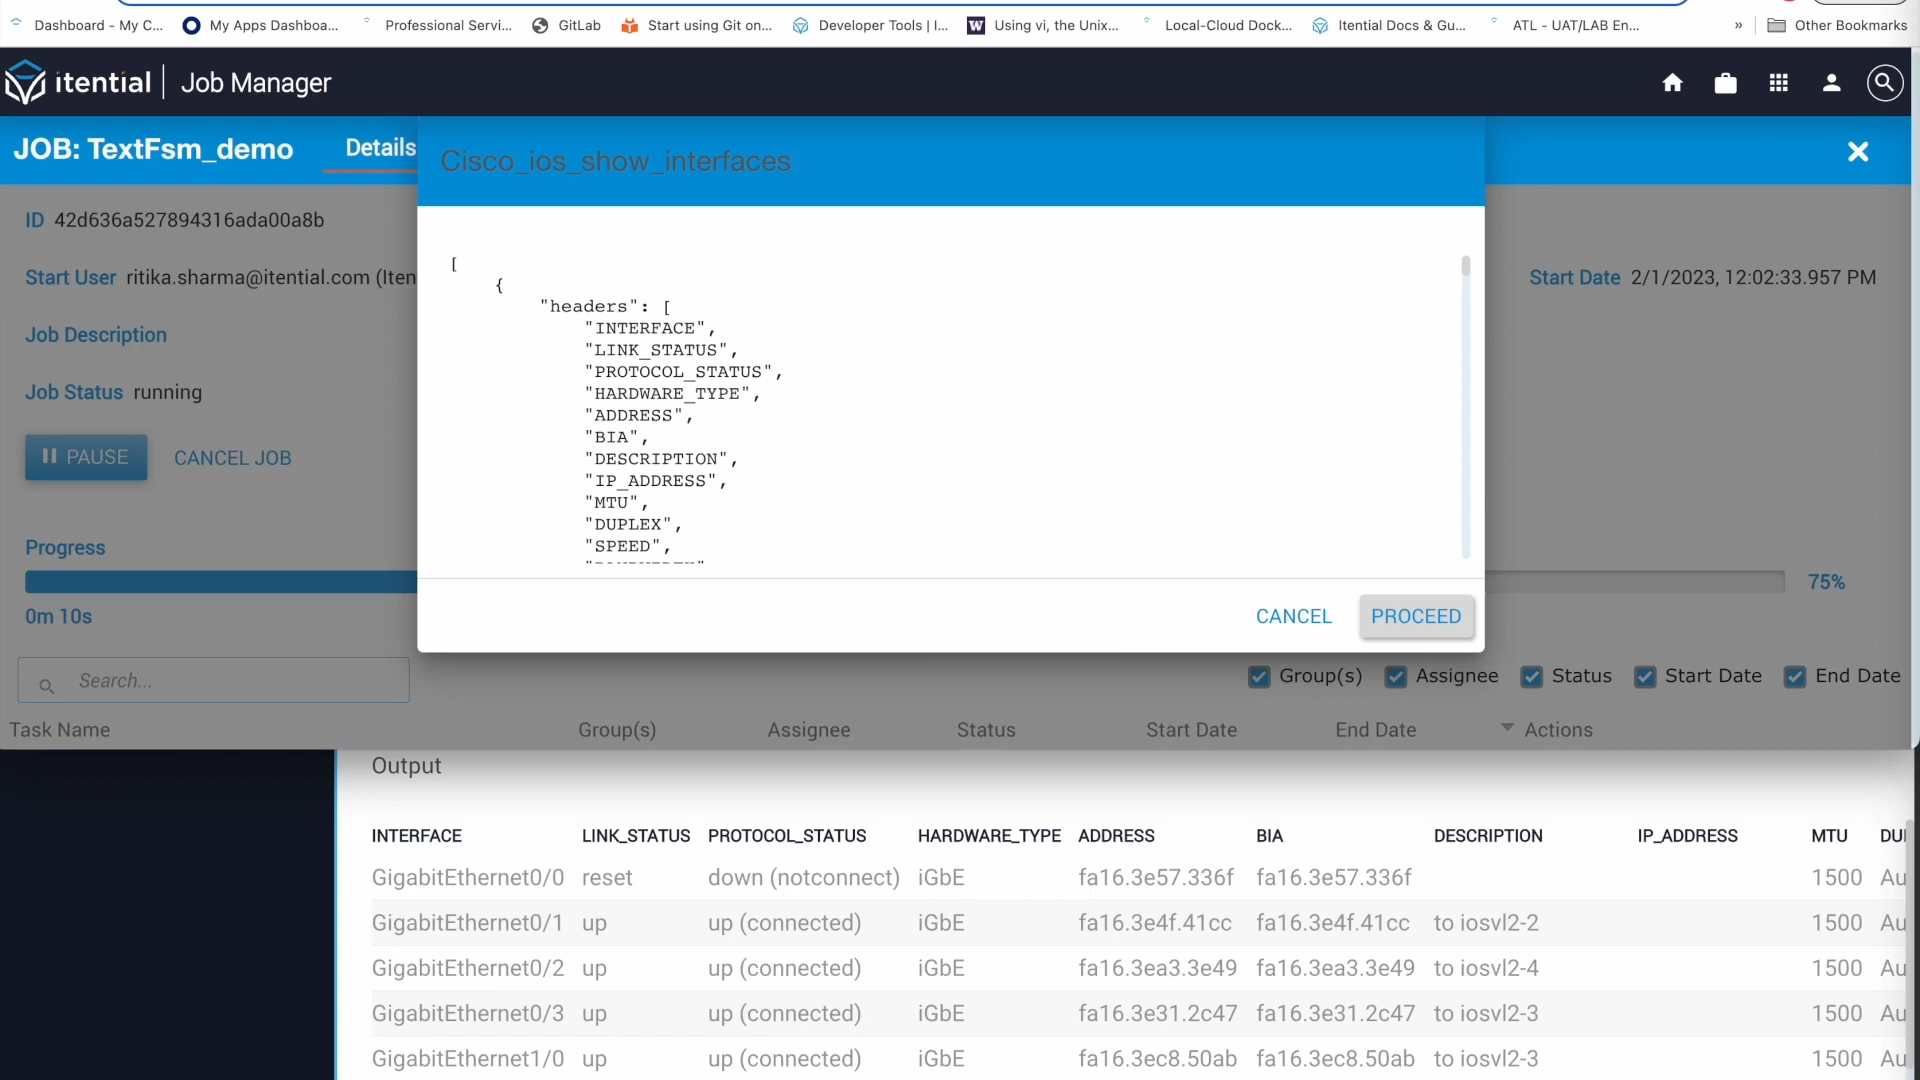 Dashboard - My C... My Apps Dashboa... Professional Servi... GitLab Start using Git on... Developer Tools | I... W Using vi, the Unix... Local-Cloud Dock... Itential Docs & Gu... ATL - UAT/LAB En... » Other Bookmarks
itential Job Manager
JOB: TextFsm_demo Details Cisco_ios_show_interfaces
ID 42d636a527894316ada00a8b
Start User ritika.sharma@itential.com (Iten Start Date 2/1/2023, 12:02:33.957 PM
Job Description
Job Status running
PAUSE CANCEL JOB
Progress
75%
0m 10s
[
{
"headers": [
"INTERFACE",
"LINK_STATUS",
"PROTOCOL_STATUS",
"HARDWARE_TYPE",
"ADDRESS",
"BIA",
"DESCRIPTION",
"IP_ADDRESS",
"MTU",
"DUPLEX",
"SPEED",
CANCEL PROCEED
Search... Group(s) Assignee Status Start Date End Date
Task Name Group(s) Assignee Status Start Date End Date Actions
Output
INTERFACE LINK_STATUS PROTOCOL_STATUS HARDWARE_TYPE ADDRESS BIA DESCRIPTION IP_ADDRESS MTU DU
GigabitEthernet0/0 reset down (notconnect) iGbE fa16.3e57.336f fa16.3e57.336f 1500 Au
GigabitEthernet0/1 up up (connected) iGbE fa16.3e4f.41cc fa16.3e4f.41cc to iosvl2-2 1500 Au
GigabitEthernet0/2 up up (connected) iGbE fa16.3ea3.3e49 fa16.3ea3.3e49 to iosvl2-4 1500 Au
GigabitEthernet0/3 up up (connected) iGbE fa16.3e31.2c47 fa16.3e31.2c47 to iosvl2-3 1500 Au
GigabitEthernet1/0 up up (connected) iGbE fa16.3ec8.50ab fa16.3ec8.50ab to iosvl2-3 1500 Au